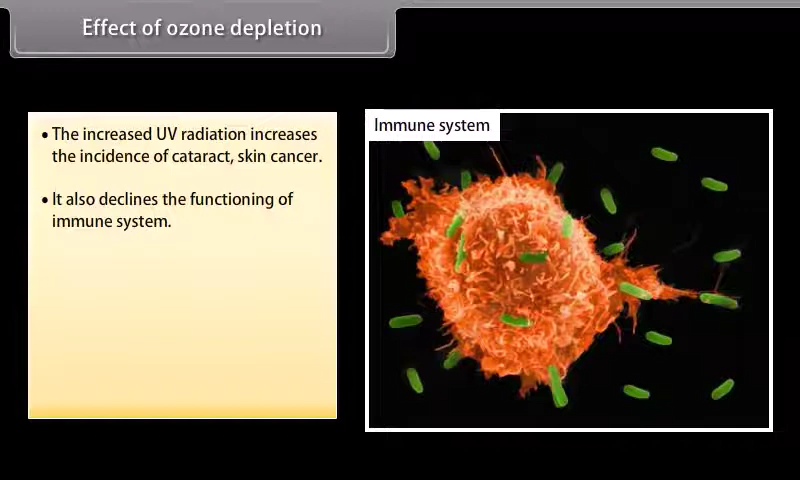 Effect of ozone depletion
• The increased UV radiation increases
the incidence of cataract, skin cancer.
• It also declines the functioning of
immune system.
Immune system